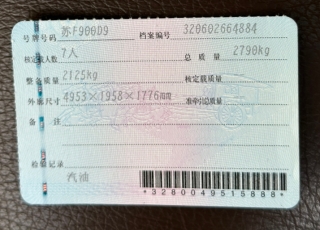 号牌号码 苏F900D9 档案编号 320602664884
核定载人数 7人 总质量 2790kg
整备质量 2125kg 核定载质量
外廓尺寸 4953×1958×1776mm 准牵引总质量
备注
检验记录
汽油
*3280049515888*